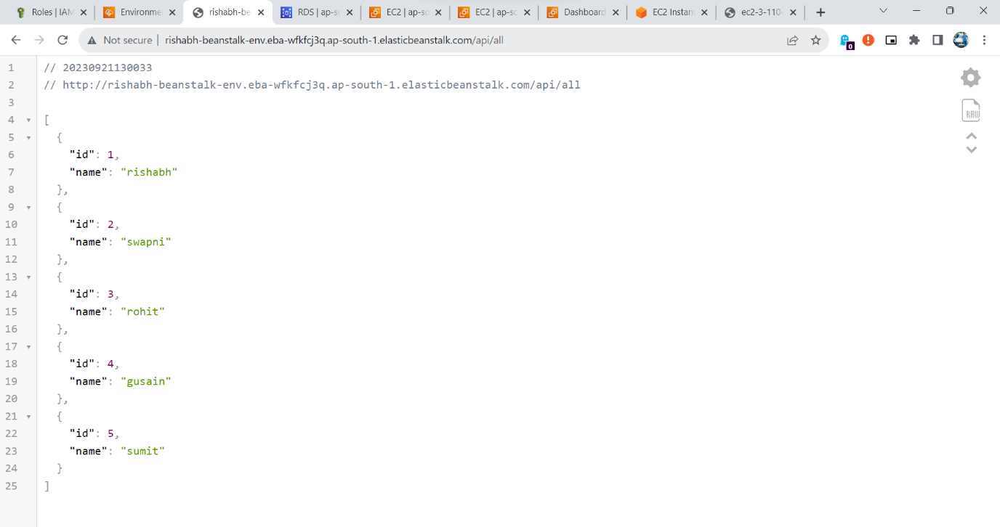 Roles | IAM
Environme
rishabh-be
RDS | ap-so
EC2 | ap-so
EC2 | ap-so
Dashboard
EC2 Instan
ec2-3-110-
Not secure | rishabh-beanstalk-env.eba-wfkfcj3q.ap-south-1.elasticbeanstalk.com/api/all
0
1 // 20230921130033
2 // http://rishabh-beanstalk-env.eba-wfkfcj3q.ap-south-1.elasticbeanstalk.com/api/all
3
4 [
5 {
6 "id": 1,
7 "name": "rishabh"
8 },
9 {
10 "id": 2,
11 "name": "swapni"
12 },
13 {
14 "id": 3,
15 "name": "rohit"
16 },
17 {
18 "id": 4,
19 "name": "gusain"
20 },
21 {
22 "id": 5,
23 "name": "sumit"
24 }
25 ]
RAW